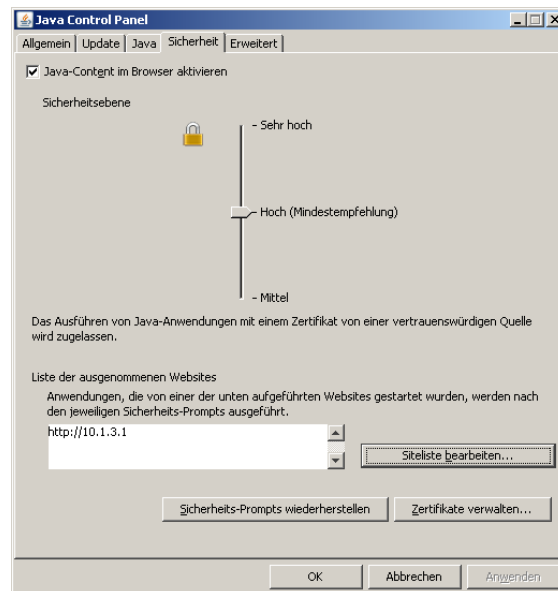 Java Control Panel
Allgemein Update Java Sicherheit Erweitert
Java-Content im Browser aktivieren
Sicherheitsebene
- Sehr hoch
- Hoch (Mindestempfehlung)
- Mittel
Das Ausführen von Java-Anwendungen mit einem Zertifikat von einer vertrauenswürdigen Quelle
wird zugelassen.
Liste der ausgenommenen Websites
Anwendungen, die von einer der unten aufgeführten Websites gestartet wurden, werden nach
den jeweiligen Sicherheits-Prompts ausgeführt.
http://10.1.3.1
Siteliste bearbeiten...
Sicherheits-Prompts wiederherstellen Zertifikate verwalten...
OK Abbrechen Anwenden